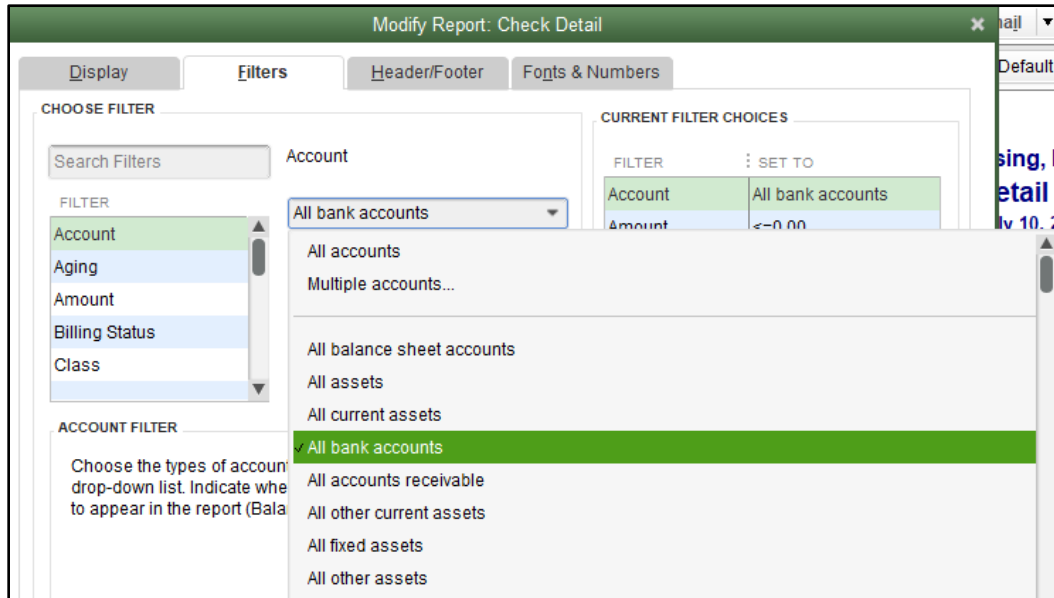 Modify Report: Check Detail
Display
Filters
Header/Footer
Fonts & Numbers
Default
CHOOSE FILTER
Search Filters
Account
FILTER
Account
Aging
Amount
Billing Status
Class
All bank accounts
CURRENT FILTER CHOICES
FILTER
SET TO
Account
All bank accounts
Amount
<=0.00
All accounts
Multiple accounts...
All balance sheet accounts
All assets
All current assets
All bank accounts
All accounts receivable
All other current assets
All fixed assets
All other assets
ACCOUNT FILTER
Choose the types of accoun
drop-down list. Indicate whe
to appear in the report (Bala